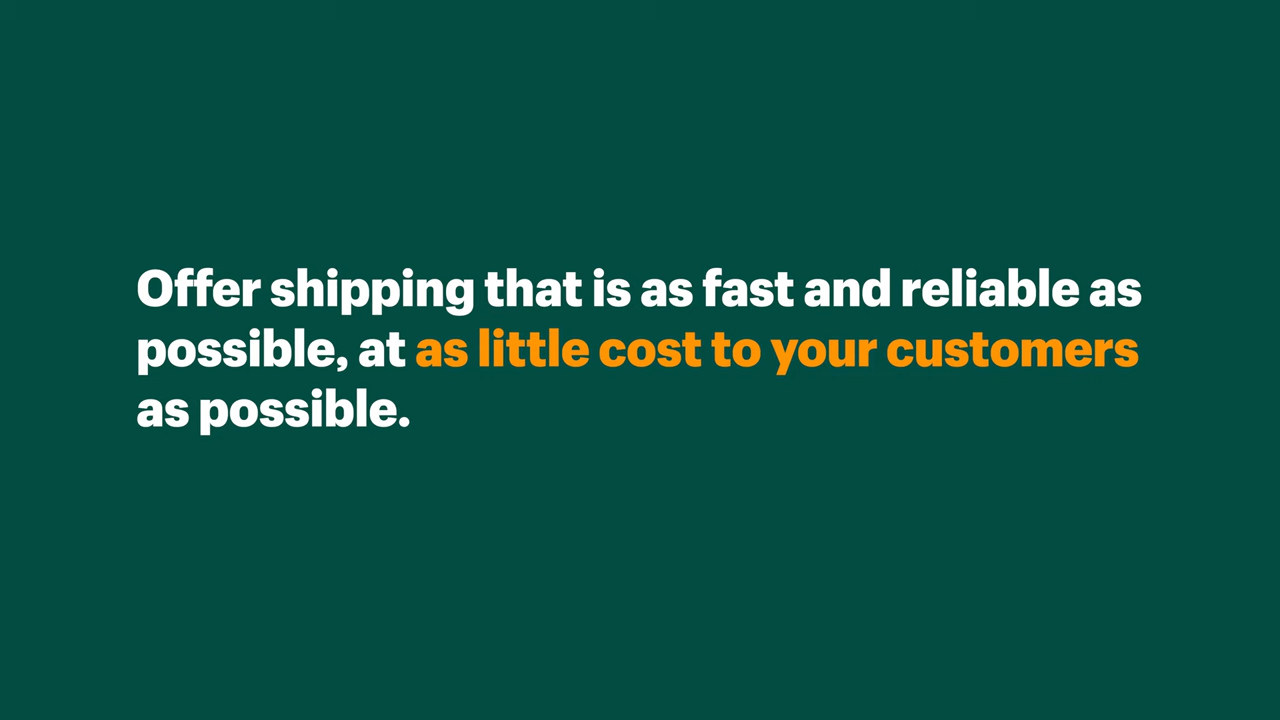 Offer shipping that is as fast and reliable as
possible, at as little cost to your customers
as possible.